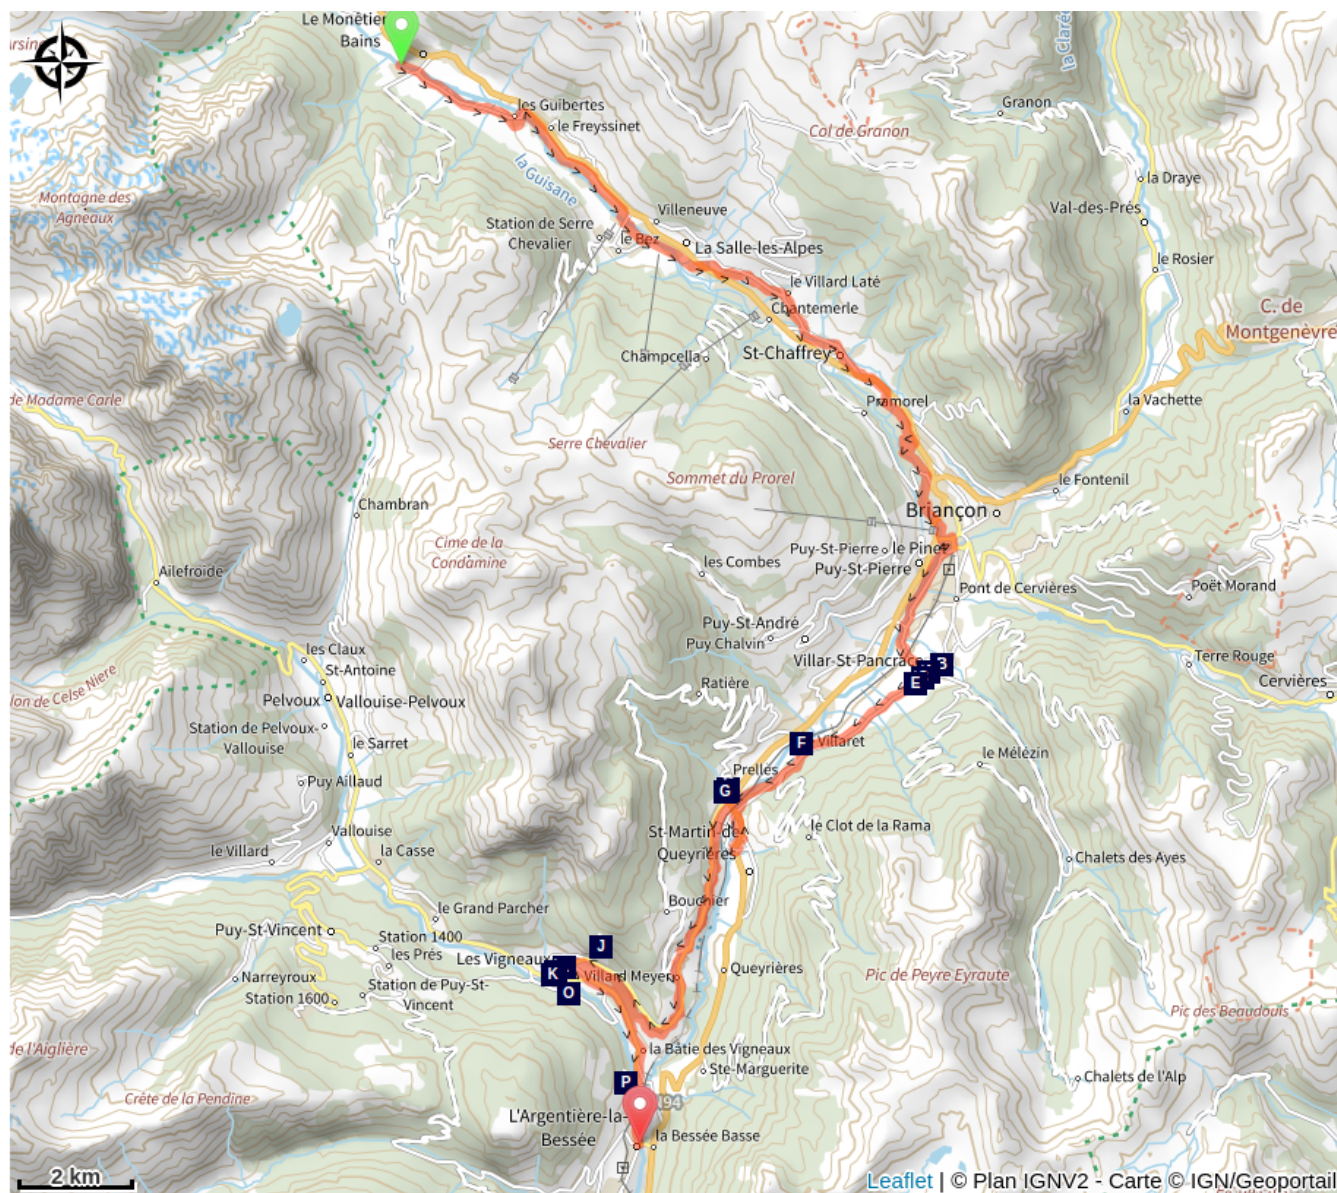 Le Monêtier
Bains
la Clarée
les Guibertes
le Freyssinet
Granon
Col de Granon
la Guisane
la Draye
Montagne des
Agneaux
Villeneuve
Val-des-Prés
Station de Serre
Chevalier
le Bez
La Salle-les-Alpes
le Rosier
le Villard Laté
Chantemerle
C. de
Montgenèvre
Champcella
St-Chaffrey
de Madame Carle
Pramorel
la Vachette
Serre Chevalier
Sommet du Prorel
le Fontenil
Chambran
Briançon
Cime de la
Condamine
Puy-St-Pierre
le Pinet
les Combes
Puy-St-Pierre
Ailefroide
Pont de Cervières
Poët Morand
Puy-St-André
Puy Chalvin
les Claux
St-Antoine
Villar-St-Pancrace
B
E
Terre Rouge
Cervières
Pelvoux
Vallouise-Pelvoux
Ratière
Station de Pelvoux-
Vallouise
le Sarret
F
Villaret
le Mélézin
Puy Aillaud
Prelles
G
Vallouise
le Villard
la Casse
St-Martin-de-
Queyrières
le Clot de la Rama
Chalets des Ayes
le Grand Parcher
Bouchier
Puy-St-Vincent
Station 1400
les Prés
J
Les Vigneaux
K
Villard Meyer
Queyrières
Pic de Peyre Eyraute
Narreyroux
Station 1600
Station de Puy-St-
Vincent
O
Pic des Beaudouis
de l'Aiglière
la Bâtie des Vigneaux
Ste-Marguerite
Chalets de l'Alp
P
Crête de la Pendine
N94
L'Argentière-la-
Bessée
la Bessée Basse
2 km
Leaflet | © Plan IGNV2 - Carte © IGN/Geoportail